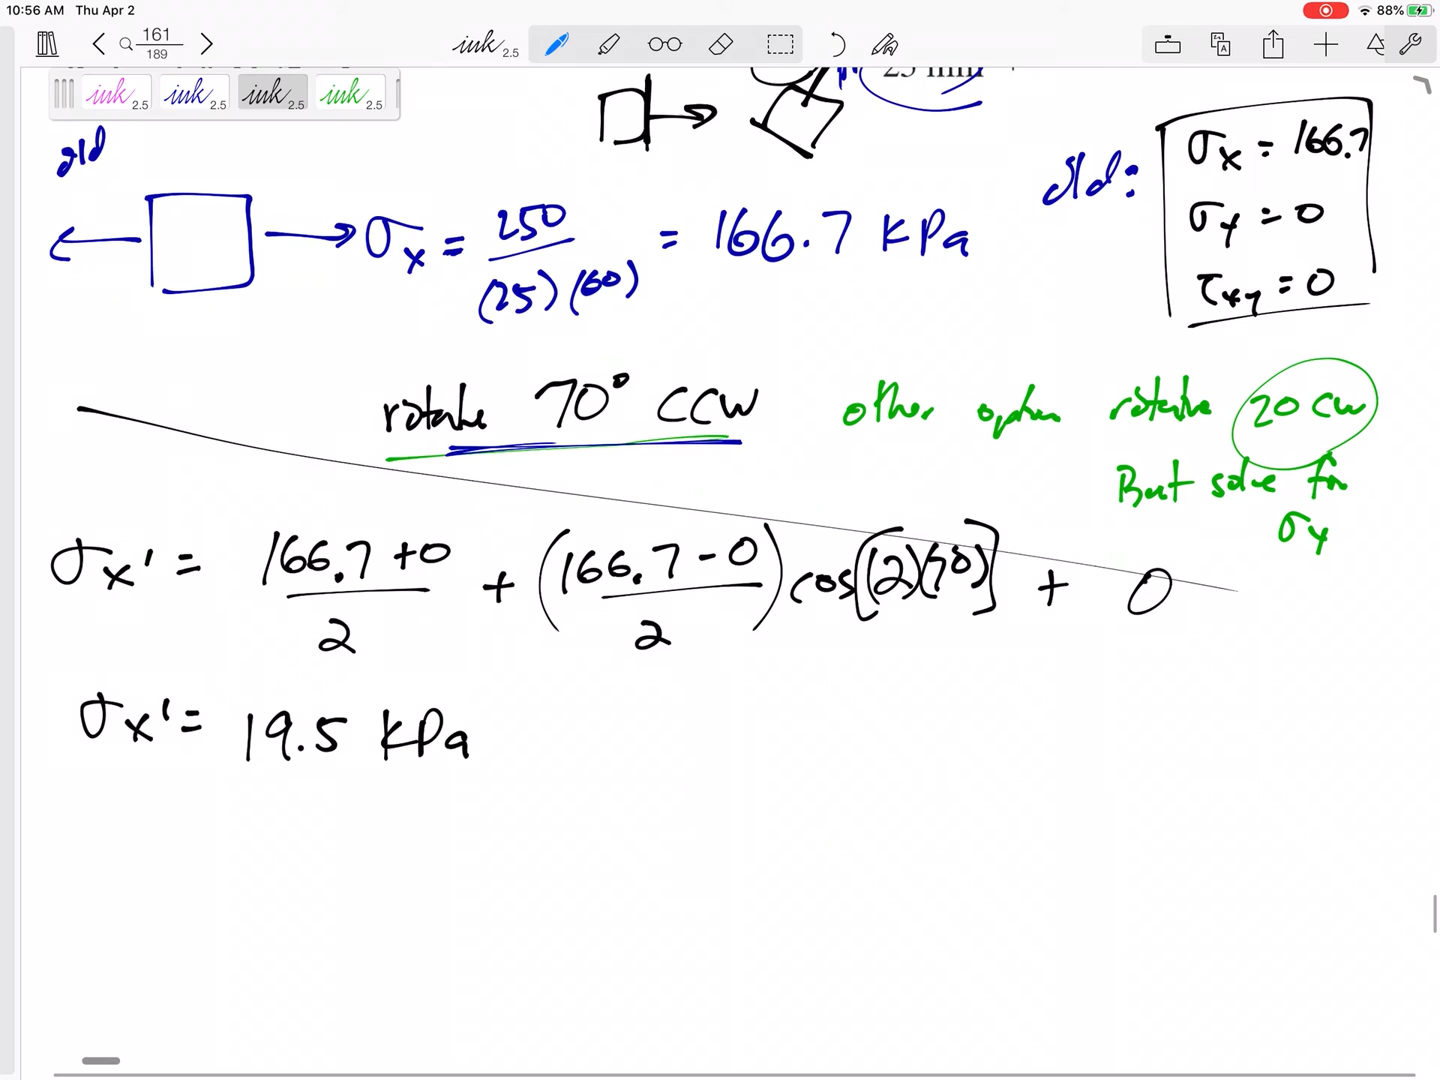 10:56 AM Thu Apr 2
88%
161
189
ink 2.5
ink 2.5 ink 2.5 ink 2.5 ink 2.5
25 mm
old
σx = 250 / (25)(60) = 166.7 KPa
old:
σx = 166.7
σy = 0
τxy = 0
rotate 70° CCW
other option rotate 20 CW
But solve for
σy
σx' = 166.7 + 0 / 2 + (166.7 - 0 / 2) cos[(2)(70)] + 0
σx' = 19.5 KPa